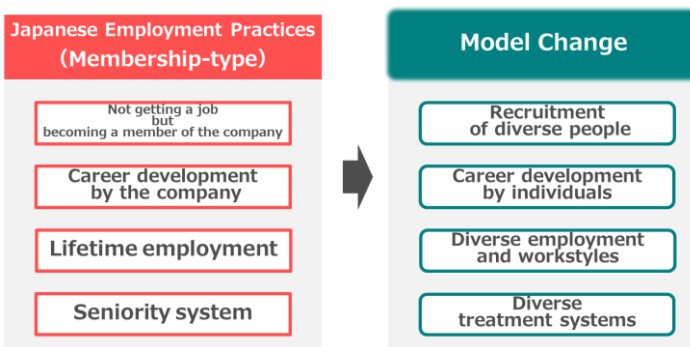 Japanese Employment Practices
(Membership-type)
Not getting a job
but
becoming a member of the company
Career development
by the company
Lifetime employment
Seniority system
Model Change
Recruitment
of diverse people
Career development
by individuals
Diverse employment
and workstyles
Diverse
treatment systems